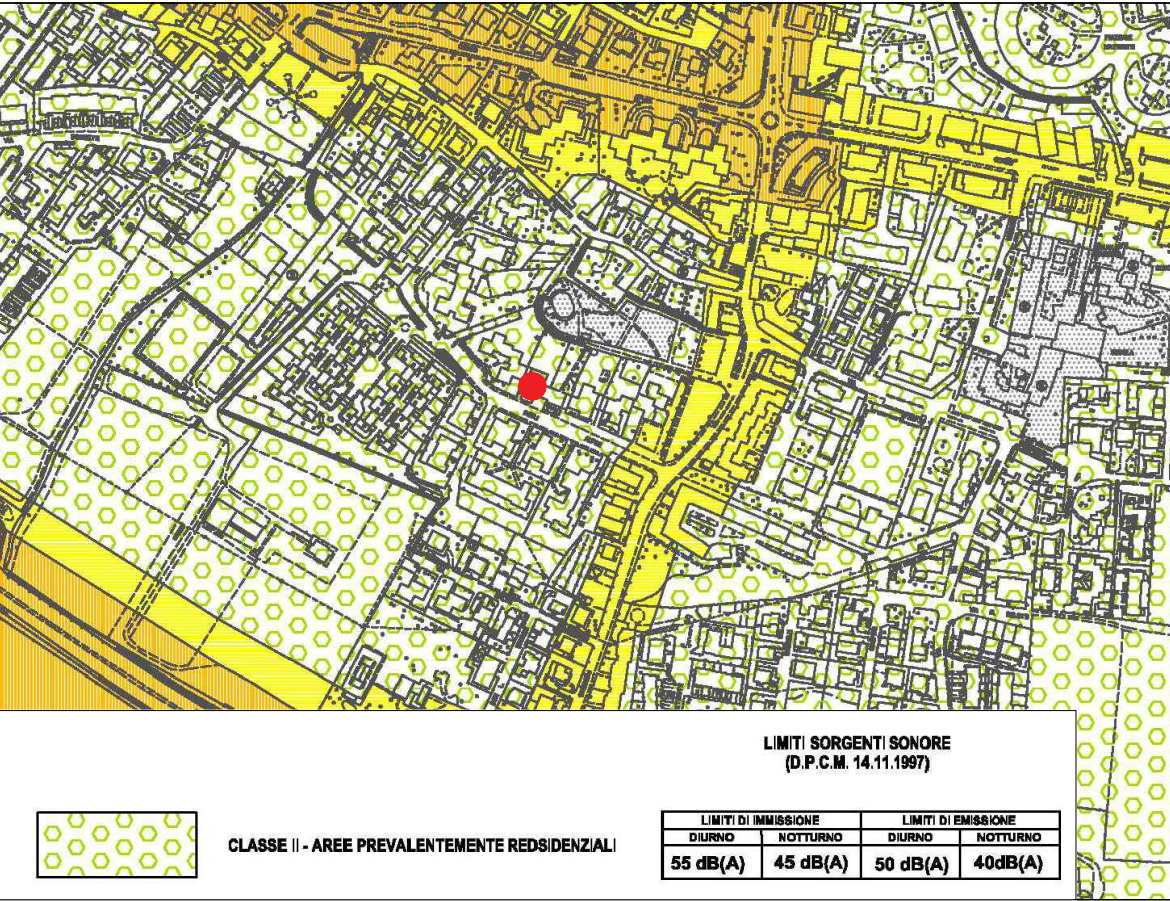 LIMITI SORGENTI SONORE
(D.P.C.M. 14.11.1997)
CLASSE II - AREE PREVALENTEMENTE REDSIDENZIALI
LIMITI DI IMMISSIONE LIMITI DI EMISSIONE
DIURNO NOTTURNO DIURNO NOTTURNO
55 dB(A) 45 dB(A) 50 dB(A) 40dB(A)